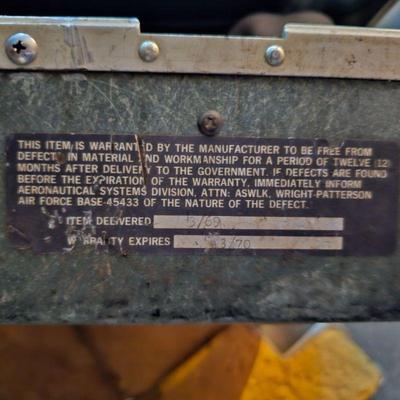 THIS ITEM IS WARRANTED BY THE MANUFACTURER TO BE FREE FROM
DEFECT IN MATERIAL AND WORKMANSHIP FOR A PERIOD OF TWELVE (12)
MONTHS AFTER DELIVERY TO THE GOVERNMENT. IF DEFECTS ARE FOUND
BEFORE THE EXPIRATION OF THE WARRANTY, IMMEDIATELY INFORM
AERONAUTICAL SYSTEMS DIVISION, ATTN: ASWLK, WRIGHT-PATTERSON
AIR FORCE BASE-45433 OF THE NATURE OF THE DEFECT.
ITEM DELIVERED /69
WARRANTY EXPIRES 3/70